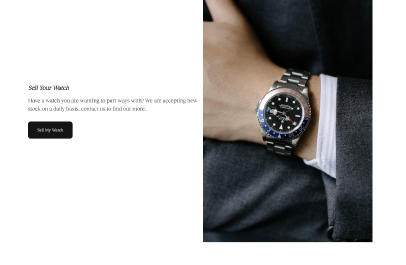 Sell Your Watch
Have a watch you are wanting to part ways with? We are accepting new
stock on a daily basis, contact us to find out more.
Sell My Watch